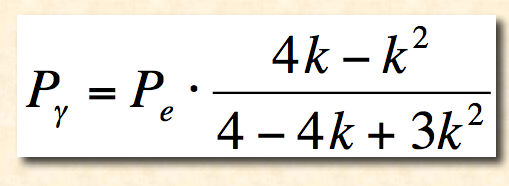 P_γ = P_e · (4k − k²) / (4 − 4k + 3k²)